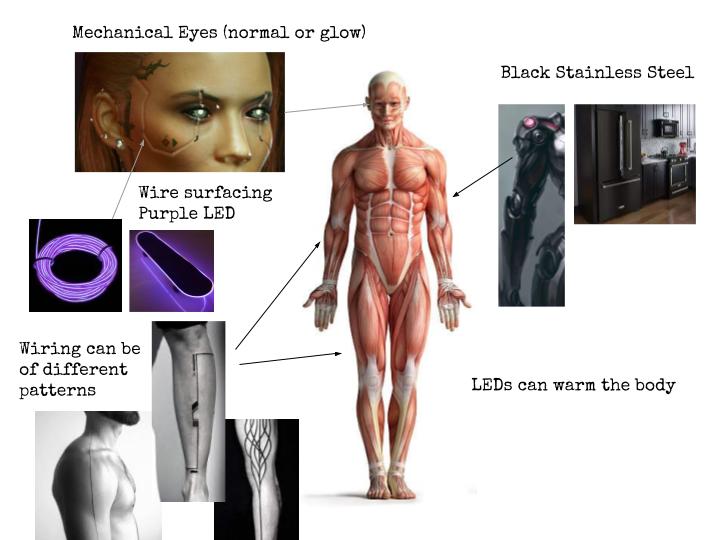 Mechanical Eyes (normal or glow)
Black Stainless Steel
Wire surfacing
Purple LED
Wiring can be
of different
patterns
LEDs can warm the body